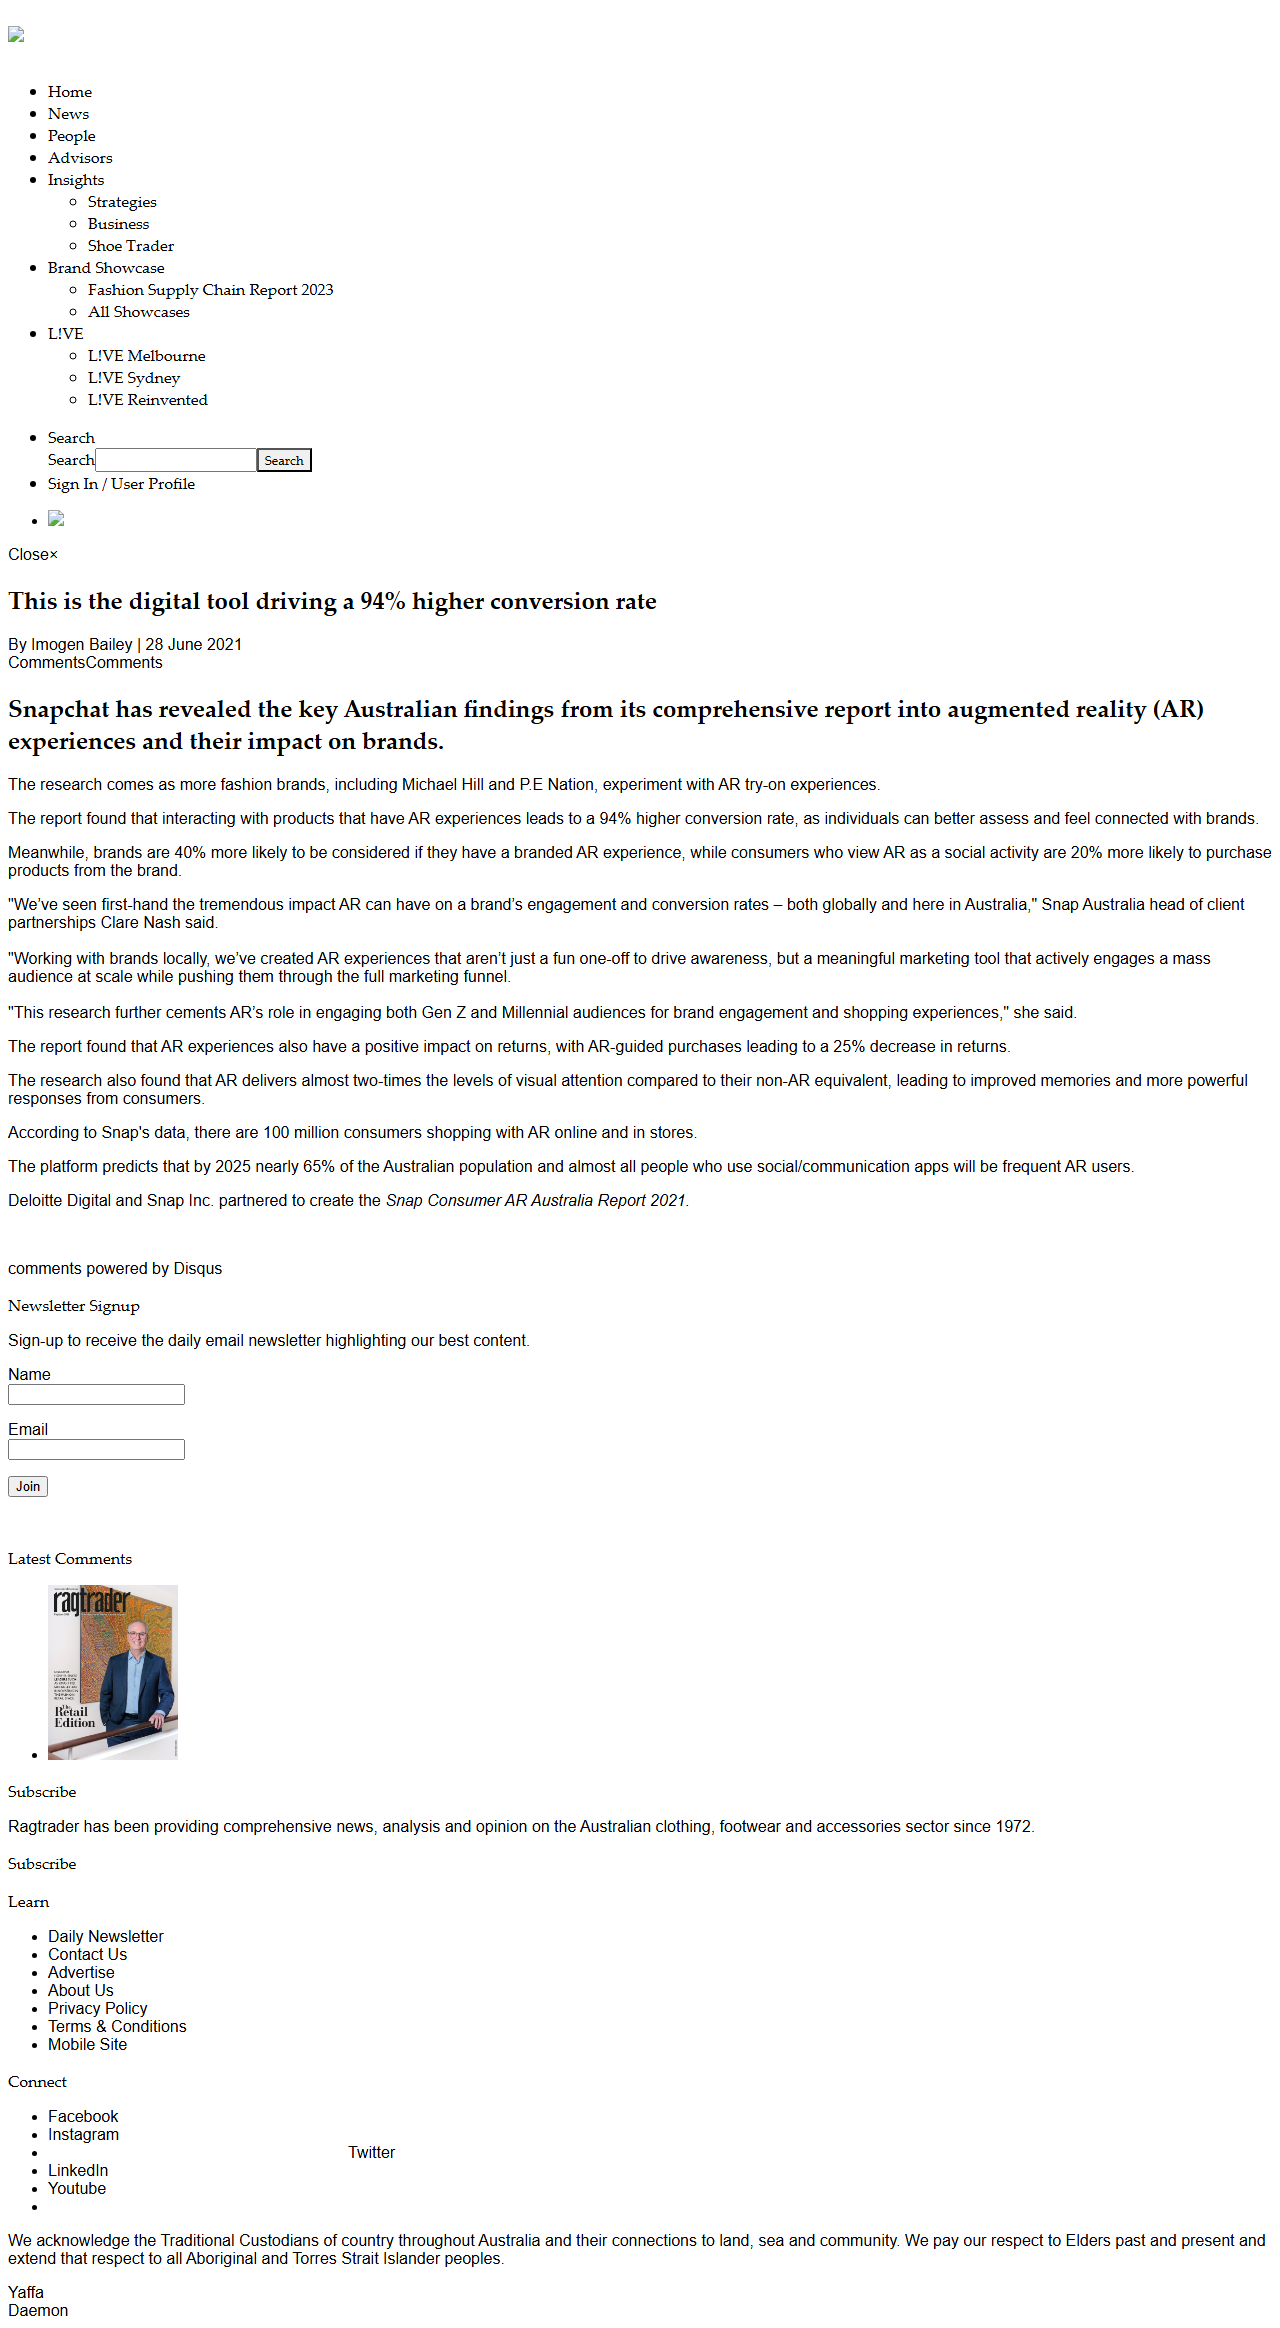 Home
News
People
Advisors
Insights
Strategies
Business
Shoe Trader
Brand Showcase
Fashion Supply Chain Report 2023
All Showcases
L!VE
L!VE Melbourne
L!VE Sydney
L!VE Reinvented
Search
Search Search
Sign In / User Profile
Close×
This is the digital tool driving a 94% higher conversion rate
By Imogen Bailey | 28 June 2021
CommentsComments
Snapchat has revealed the key Australian findings from its comprehensive report into augmented reality (AR)
experiences and their impact on brands.
The research comes as more fashion brands, including Michael Hill and P.E Nation, experiment with AR try-on experiences.
The report found that interacting with products that have AR experiences leads to a 94% higher conversion rate, as individuals can better assess and feel connected with brands.
Meanwhile, brands are 40% more likely to be considered if they have a branded AR experience, while consumers who view AR as a social activity are 20% more likely to purchase
products from the brand.
"We’ve seen first-hand the tremendous impact AR can have on a brand’s engagement and conversion rates – both globally and here in Australia," Snap Australia head of client
partnerships Clare Nash said.
"Working with brands locally, we’ve created AR experiences that aren’t just a fun one-off to drive awareness, but a meaningful marketing tool that actively engages a mass
audience at scale while pushing them through the full marketing funnel.
"This research further cements AR’s role in engaging both Gen Z and Millennial audiences for brand engagement and shopping experiences," she said.
The report found that AR experiences also have a positive impact on returns, with AR-guided purchases leading to a 25% decrease in returns.
The research also found that AR delivers almost two-times the levels of visual attention compared to their non-AR equivalent, leading to improved memories and more powerful
responses from consumers.
According to Snap's data, there are 100 million consumers shopping with AR online and in stores.
The platform predicts that by 2025 nearly 65% of the Australian population and almost all people who use social/communication apps will be frequent AR users.
Deloitte Digital and Snap Inc. partnered to create the Snap Consumer AR Australia Report 2021.
comments powered by Disqus
Newsletter Signup
Sign-up to receive the daily email newsletter highlighting our best content.
Name
Email
Join
Latest Comments
ragtrader
The
Retail
Edition
Subscribe
Ragtrader has been providing comprehensive news, analysis and opinion on the Australian clothing, footwear and accessories sector since 1972.
Subscribe
Learn
Daily Newsletter
Contact Us
Advertise
About Us
Privacy Policy
Terms & Conditions
Mobile Site
Connect
Facebook
Instagram
Twitter
LinkedIn
Youtube
We acknowledge the Traditional Custodians of country throughout Australia and their connections to land, sea and community. We pay our respect to Elders past and present and
extend that respect to all Aboriginal and Torres Strait Islander peoples.
Yaffa
Daemon